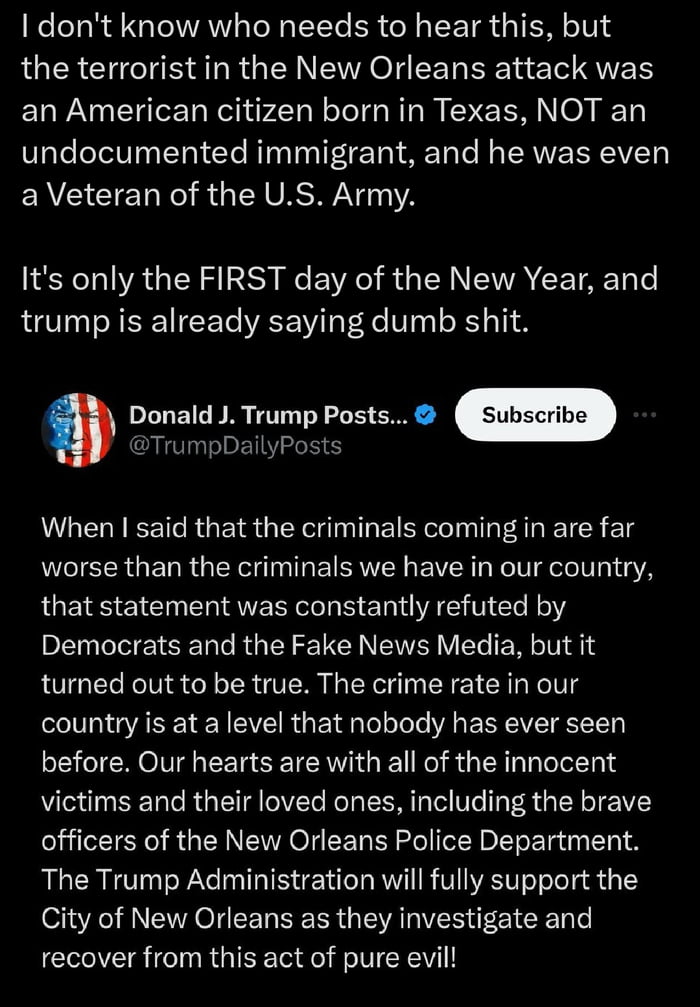 I don't know who needs to hear this, but
the terrorist in the New Orleans attack was
an American citizen born in Texas, NOT an
undocumented immigrant, and he was even
a Veteran of the U.S. Army.
It's only the FIRST day of the New Year, and
trump is already saying dumb shit.
Donald J. Trump Posts...
Subscribe
@TrumpDailyPosts
When I said that the criminals coming in are far
worse than the criminals we have in our country,
that statement was constantly refuted by
Democrats and the Fake News Media, but it
turned out to be true. The crime rate in our
country is at a level that nobody has ever seen
before. Our hearts are with all of the innocent
victims and their loved ones, including the brave
officers of the New Orleans Police Department.
The Trump Administration will fully support the
City of New Orleans as they investigate and
recover from this act of pure evil!